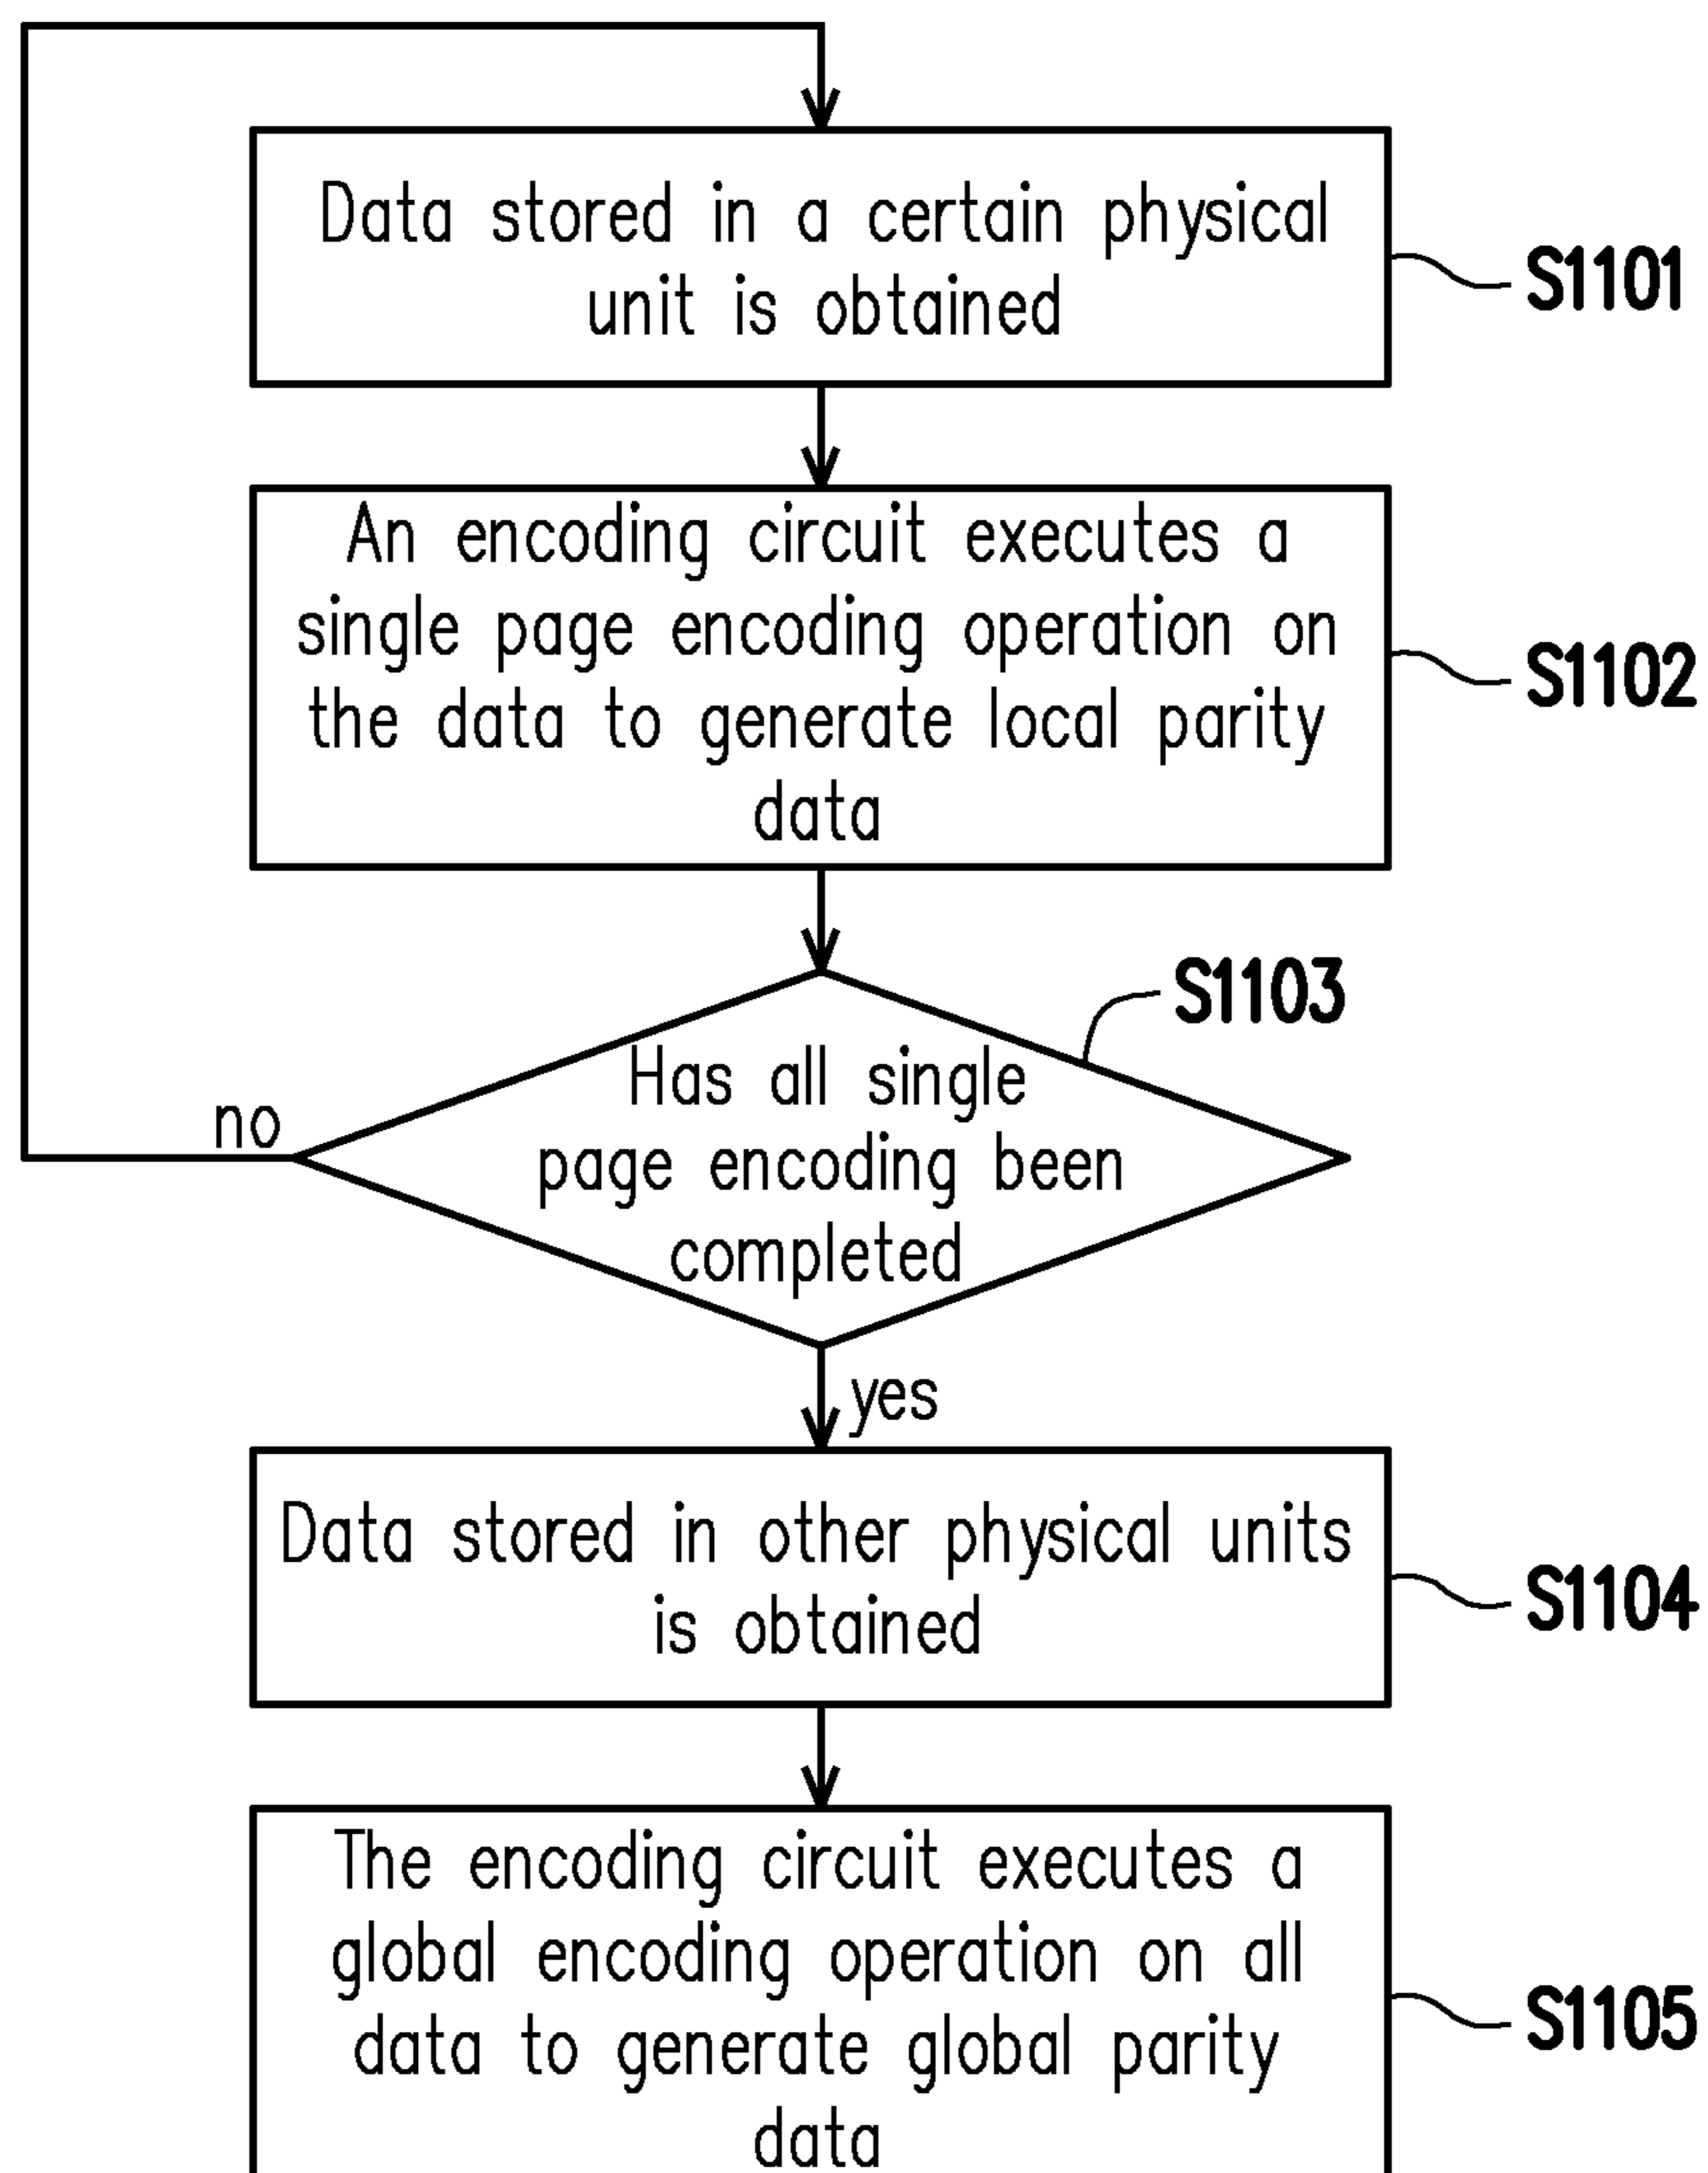 Data stored in a certain physical
unit is obtained
S1101
An encoding circuit executes a
single page encoding operation on
the data to generate local parity
data
S1102
S1103
Has all single
page encoding been
completed
no
yes
Data stored in other physical units
is obtained
S1104
The encoding circuit executes a
global encoding operation on all
data to generate global parity
data
S1105